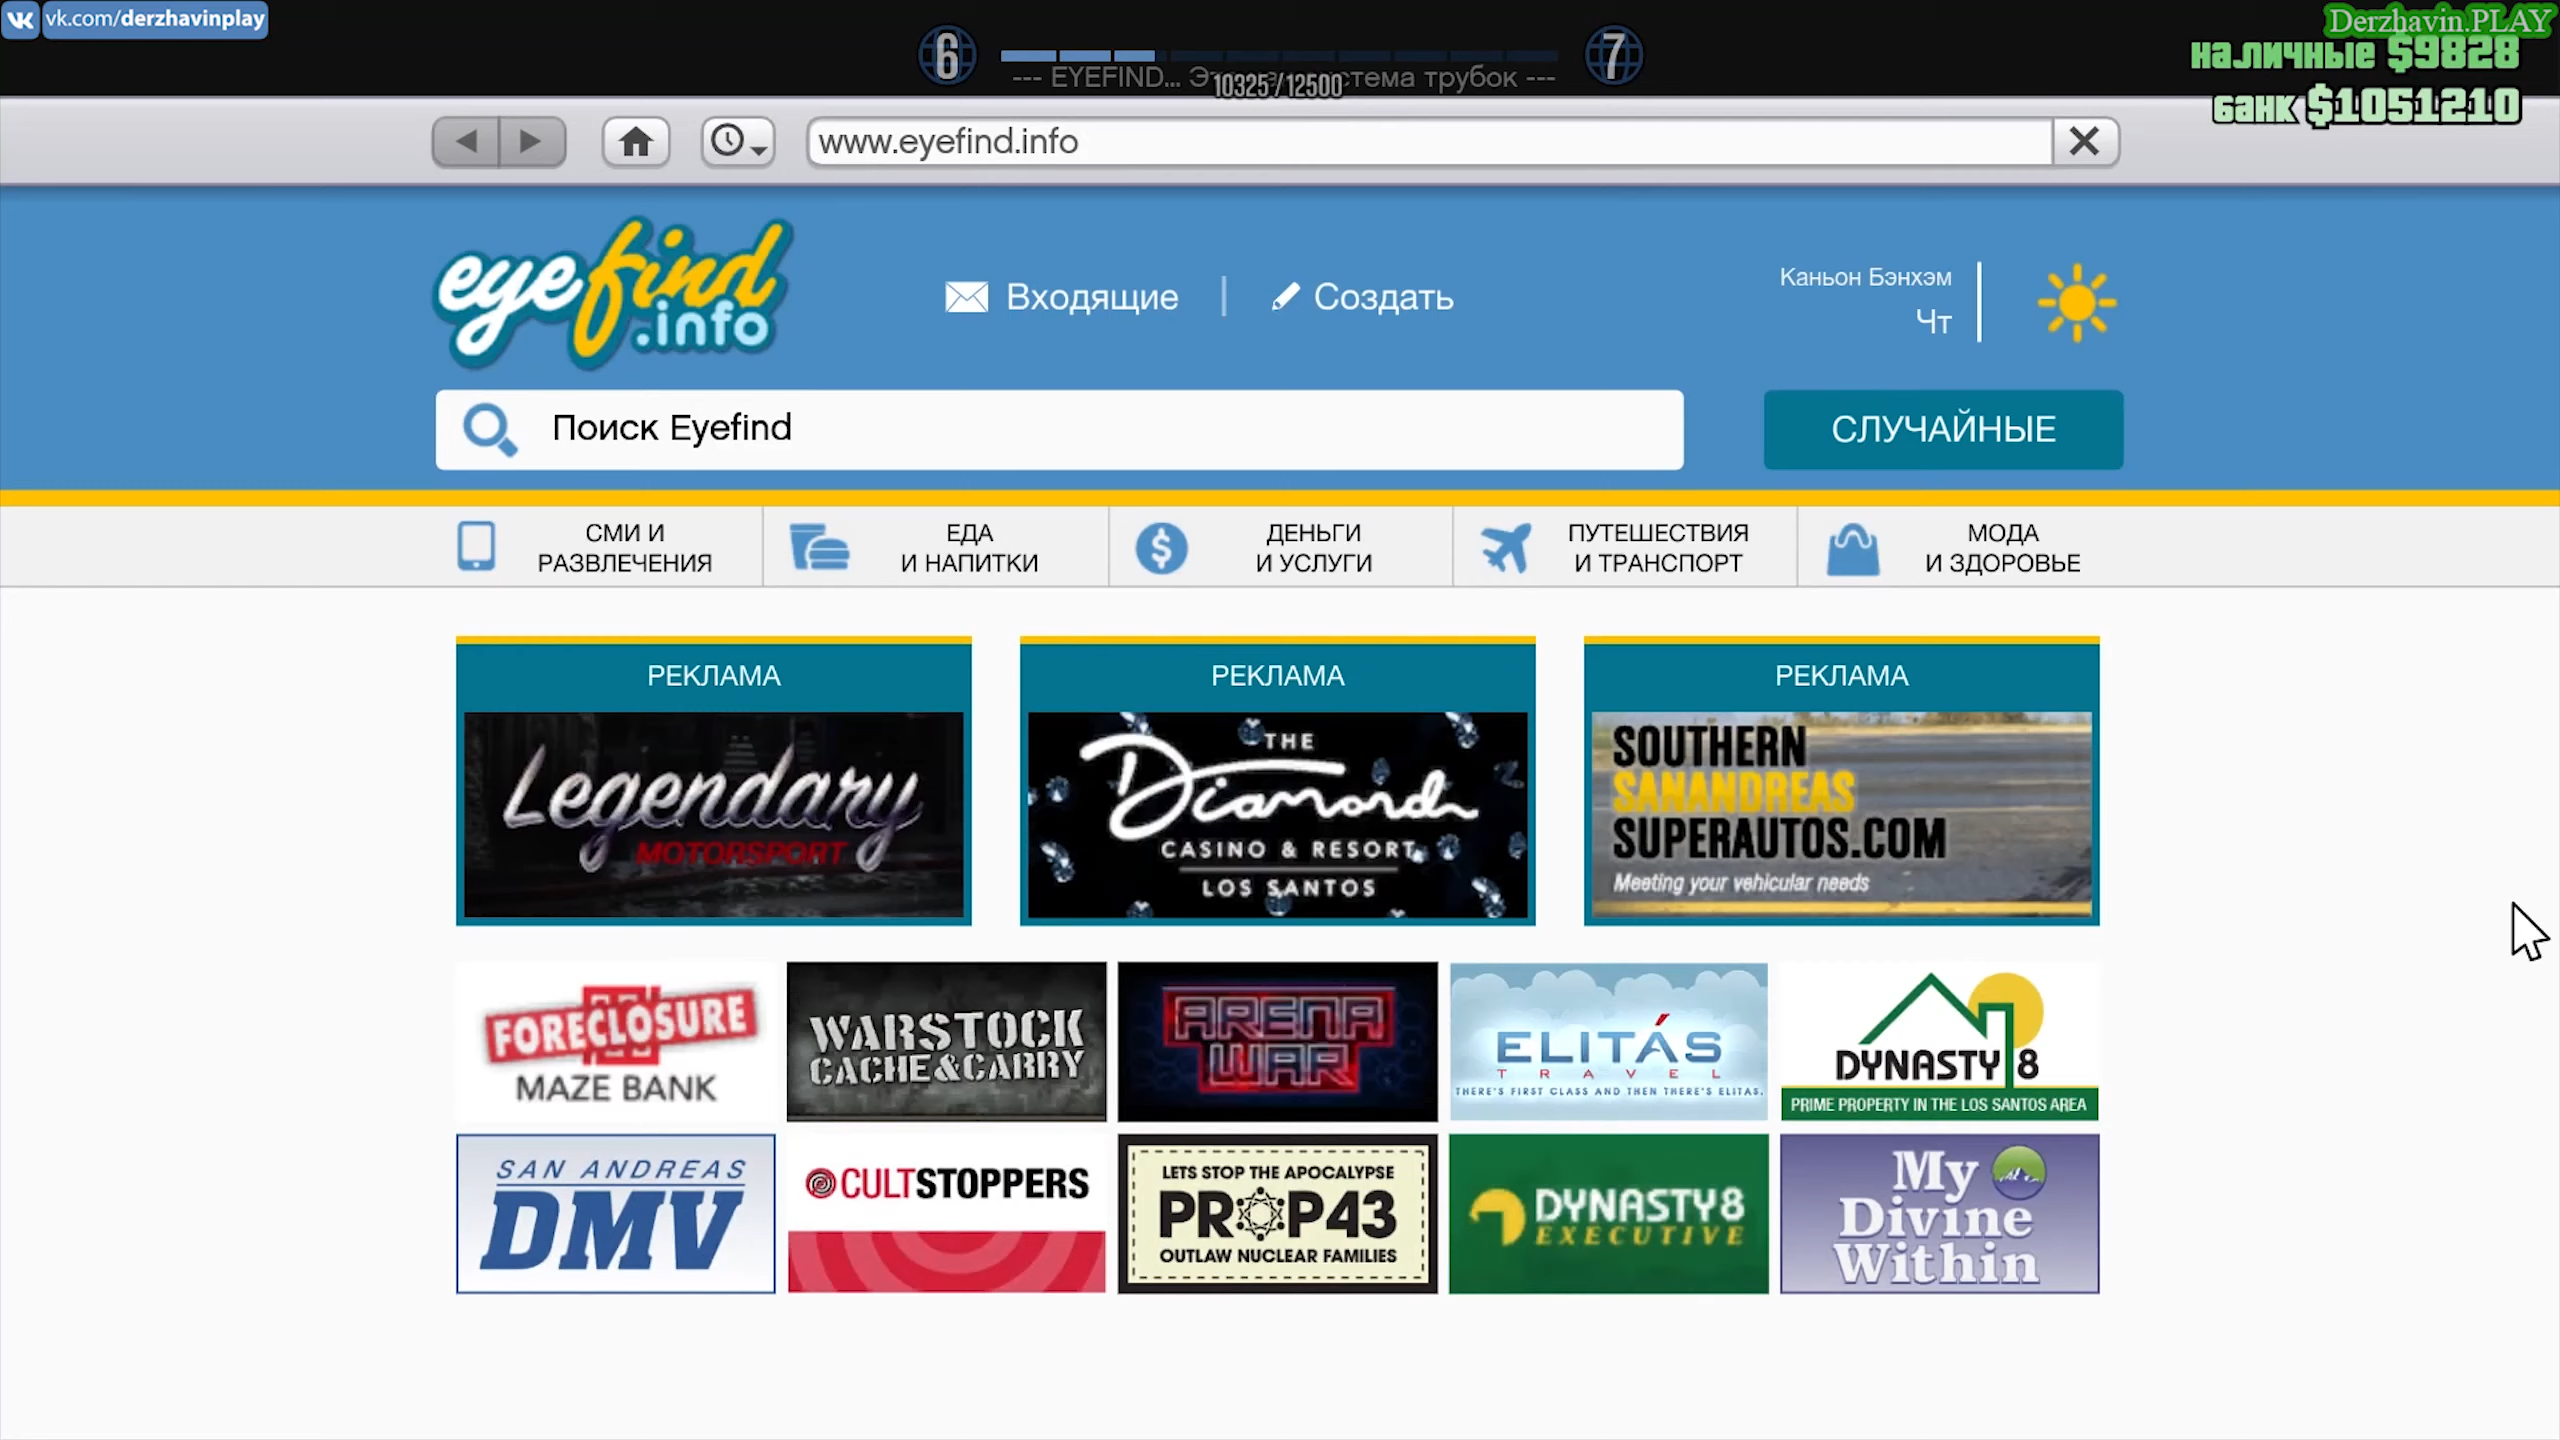 vk.com/derzhavinplay
Derzhavin.PLAY
наличные $9828
банк $1051210
6
7
10325/12500
--- EYEFIND... Э стема трубок ---
www.eyefind.info
eyefind
.info
Входящие
Создать
Каньон Бэнхэм
Чт
Поиск Eyefind
СЛУЧАЙНЫЕ
СМИ И
РАЗВЛЕЧЕНИЯ
ЕДА
И НАПИТКИ
ДЕНЬГИ
И УСЛУГИ
ПУТЕШЕСТВИЯ
И ТРАНСПОРТ
МОДА
И ЗДОРОВЬЕ
РЕКЛАМА
Legendary
MOTORSPORT
РЕКЛАМА
THE
Diamond
CASINO & RESORT
LOS SANTOS
РЕКЛАМА
SOUTHERN
SANANDREAS
SUPERAUTOS.COM
Meeting your vehicular needs
FORECLOSURE
MAZE BANK
WARSTOCK
CACHE&CARRY
ARENA
WAR
ELITÁS
TRAVEL
THERE'S FIRST CLASS AND THEN THERE'S ELITAS.
DYNASTY 8
PRIME PROPERTY IN THE LOS SANTOS AREA
SAN ANDREAS
DMV
CULTSTOPPERS
LETS STOP THE APOCALYPSE
PROP43
OUTLAW NUCLEAR FAMILIES
DYNASTY8
EXECUTIVE
My
Divine
Within